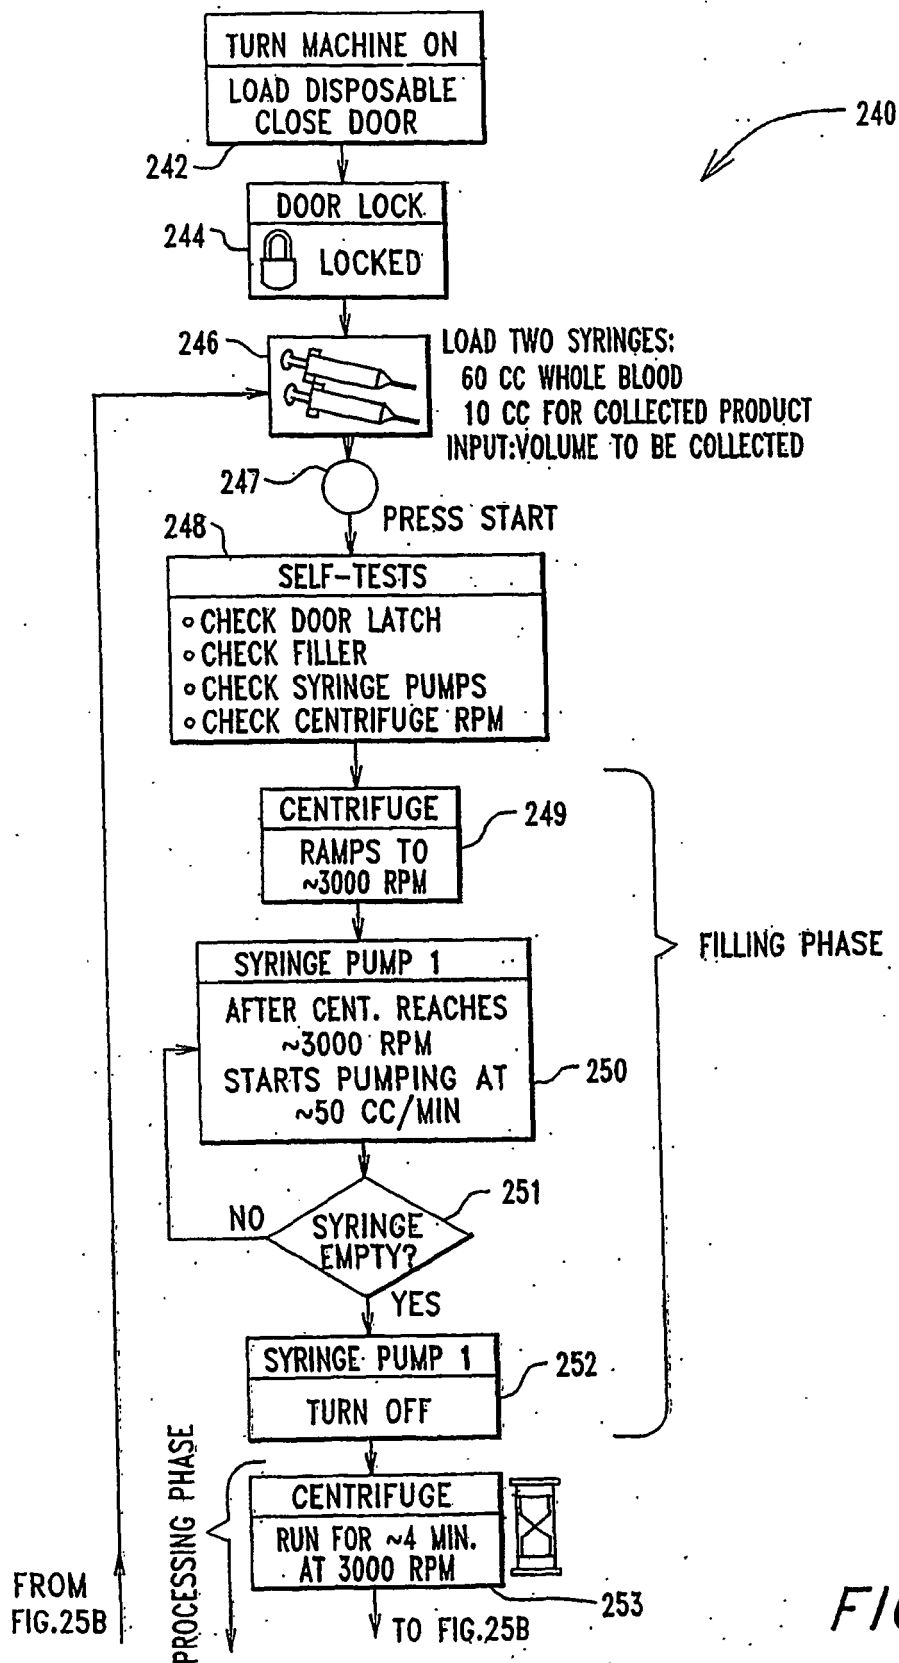 TURN MACHINE ON
LOAD DISPOSABLE
CLOSE DOOR
240
242
DOOR LOCK
244
LOCKED
246
LOAD TWO SYRINGES:
60 CC WHOLE BLOOD
10 CC FOR COLLECTED PRODUCT
INPUT:VOLUME TO BE COLLECTED
247
PRESS START
248
SELF-TESTS
CHECK DOOR LATCH
CHECK FILLER
CHECK SYRINGE PUMPS
CHECK CENTRIFUGE RPM
CENTRIFUGE
249
RAMPS TO
~3000 RPM
FILLING PHASE
SYRINGE PUMP 1
AFTER CENT. REACHES
~3000 RPM
STARTS PUMPING AT
~50 CC/MIN
250
251
NO
SYRINGE
EMPTY?
YES
SYRINGE PUMP 1
252
TURN OFF
PROCESSING PHASE
CENTRIFUGE
RUN FOR ~4 MIN.
AT 3000 RPM
253
FROM
FIG.25B
TO FIG.25B